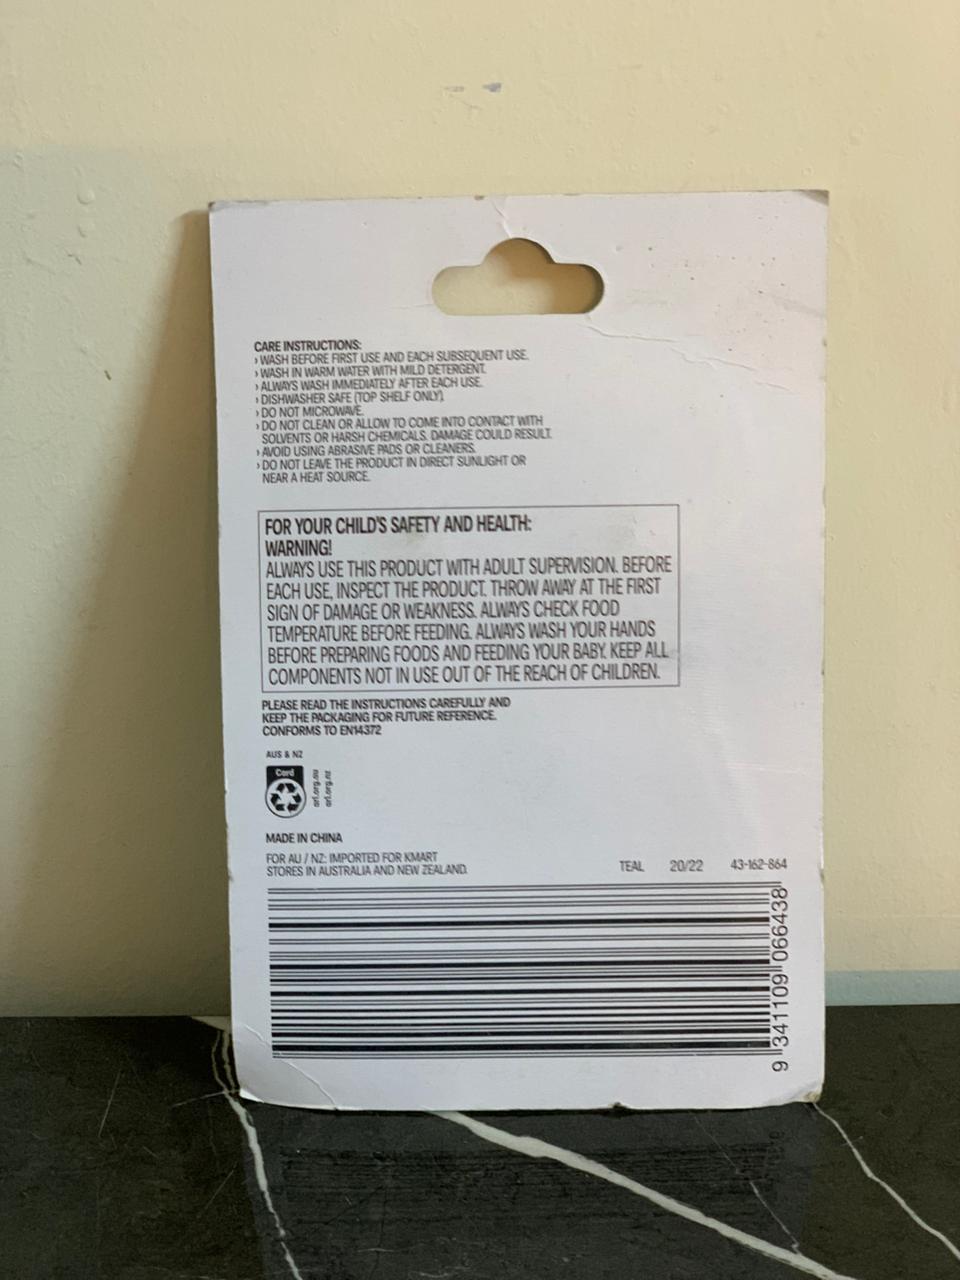 CARE INSTRUCTIONS:
› WASH BEFORE FIRST USE AND EACH SUBSEQUENT USE.
› WASH IN WARM WATER WITH MILD DETERGENT.
› ALWAYS WASH IMMEDIATELY AFTER EACH USE.
› DISHWASHER SAFE (TOP SHELF ONLY).
› DO NOT MICROWAVE.
› DO NOT CLEAN OR ALLOW TO COME INTO CONTACT WITH
SOLVENTS OR HARSH CHEMICALS. DAMAGE COULD RESULT.
› AVOID USING ABRASIVE PADS OR CLEANERS.
› DO NOT LEAVE THE PRODUCT IN DIRECT SUNLIGHT OR
NEAR A HEAT SOURCE.
FOR YOUR CHILD'S SAFETY AND HEALTH:
WARNING!
ALWAYS USE THIS PRODUCT WITH ADULT SUPERVISION. BEFORE
EACH USE, INSPECT THE PRODUCT. THROW AWAY AT THE FIRST
SIGN OF DAMAGE OR WEAKNESS. ALWAYS CHECK FOOD
TEMPERATURE BEFORE FEEDING. ALWAYS WASH YOUR HANDS
BEFORE PREPARING FOODS AND FEEDING YOUR BABY. KEEP ALL
COMPONENTS NOT IN USE OUT OF THE REACH OF CHILDREN.
PLEASE READ THE INSTRUCTIONS CAREFULLY AND
KEEP THE PACKAGING FOR FUTURE REFERENCE.
CONFORMS TO EN14372
AUS & NZ
Card
arl.org.au
arl.org.nz
MADE IN CHINA
FOR AU / NZ: IMPORTED FOR KMART
STORES IN AUSTRALIA AND NEW ZEALAND.
TEAL 20/22 43-162-864
9 341109 066438